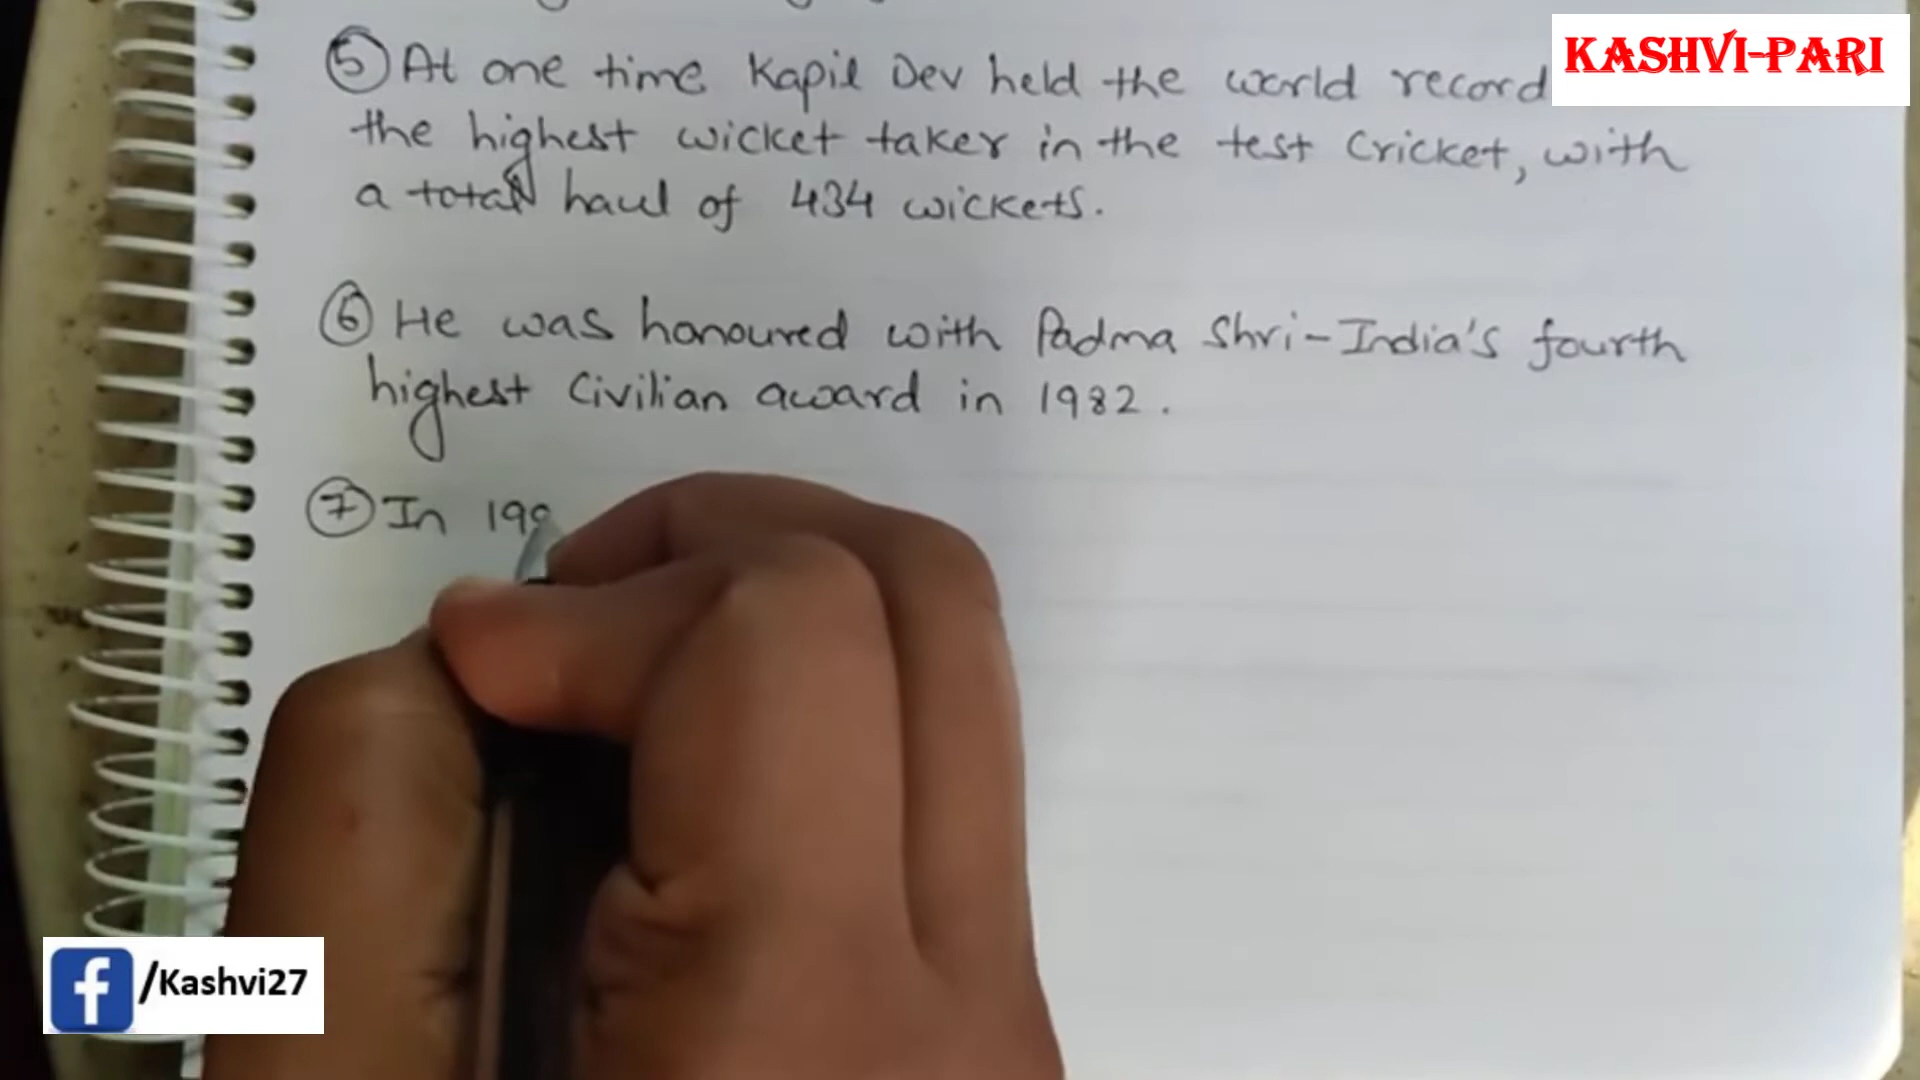 KASHVI-PARI
⑤ At one time Kapil Dev held the world record
the highest wicket taker in the test cricket, with
a total haul of 434 wickets.
⑥ He was honoured with Padma Shri-India's fourth
highest Civilian award in 1982.
⑦ In 199
/Kashvi27